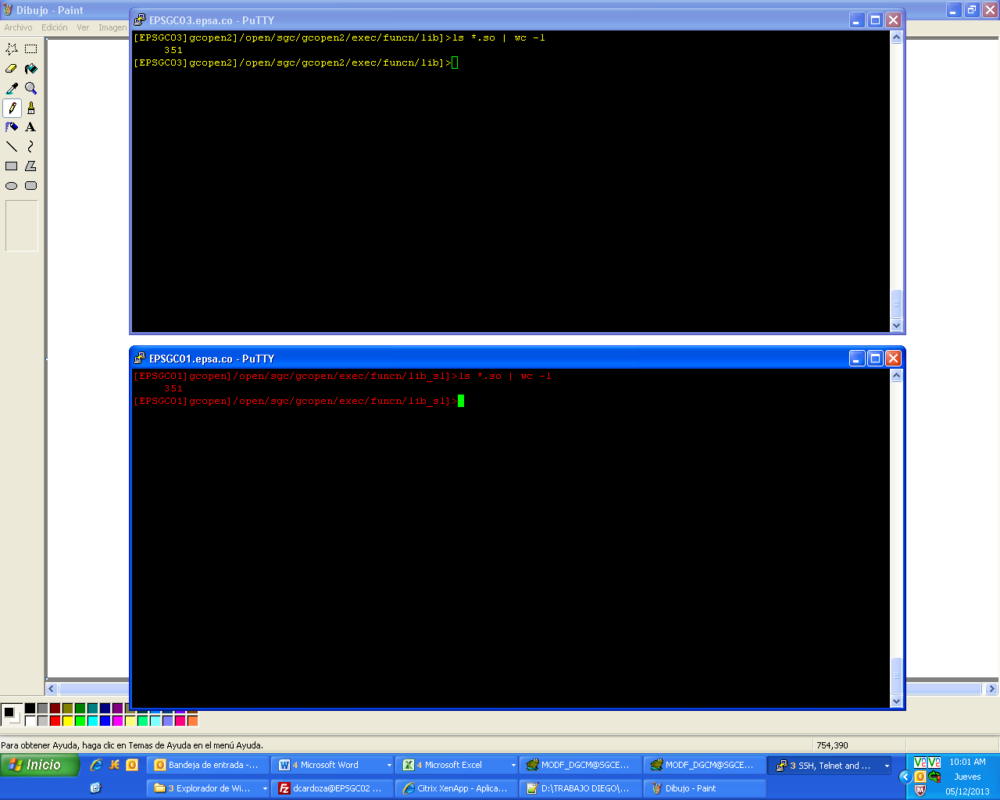 Dibujo - Paint
Archivo Edición Ver Imagen
EPSGC03.epsa.co - PuTTY
[EPSGC03]gcopen2]/open/sgc/gcopen2/exec/funcn/lib]>ls *.so | wc -l
351
[EPSGC03]gcopen2]/open/sgc/gcopen2/exec/funcn/lib]>
EPSGC01.epsa.co - PuTTY
[EPSGC01]gcopen]/open/sgc/gcopen/exec/funcn/lib_sl]>ls *.so | wc -l
351
[EPSGC01]gcopen]/open/sgc/gcopen/exec/funcn/lib_sl]>
Para obtener Ayuda, haga clic en Temas de Ayuda en el menú Ayuda.
754,390
Inicio
Bandeja de entrada -...
4 Microsoft Word
4 Microsoft Excel
MODF_DGCM@SGCE...
MODF_DGCM@SGCE...
3 SSH, Telnet and ...
10:01 AM
3 Explorador de Wi...
dcardoza@EPSGC02 ...
Citrix XenApp - Aplica...
D:\TRABAJO DIEGO\...
Dibujo - Paint
Jueves
05/12/2013